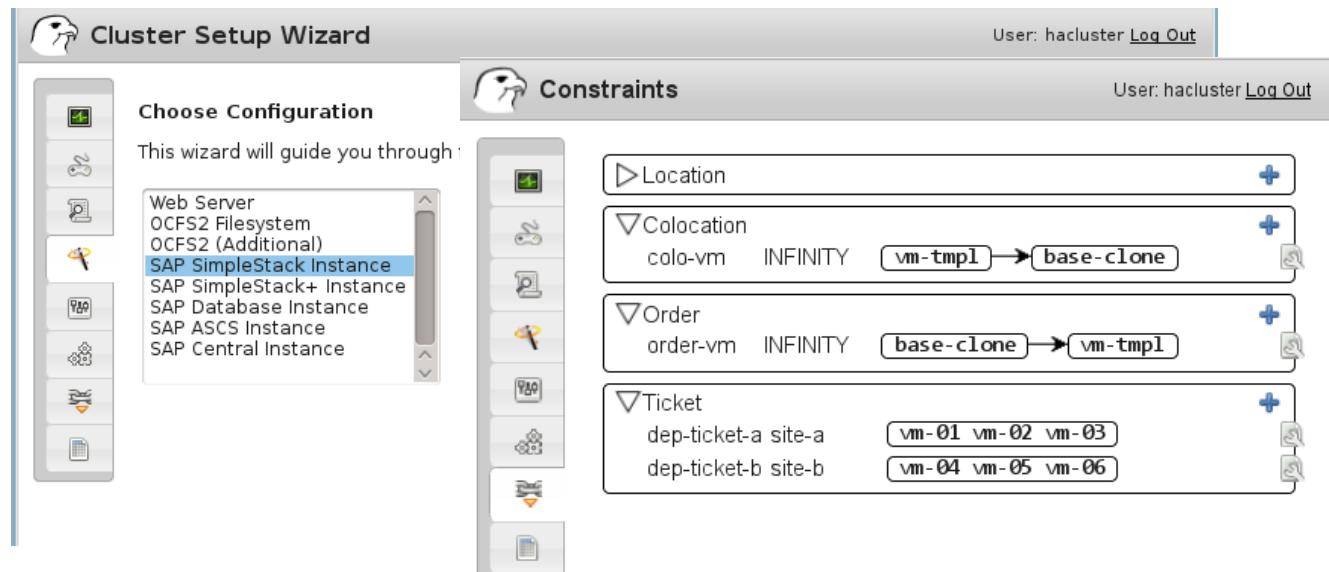 Cluster Setup Wizard
User: hacluster Log Out
Choose Configuration
This wizard will guide you through
Web Server
OCFS2 Filesystem
OCFS2 (Additional)
SAP SimpleStack Instance
SAP SimpleStack+ Instance
SAP Database Instance
SAP ASCS Instance
SAP Central Instance
Constraints
User: hacluster Log Out
Location
Colocation
colo-vm INFINITY vm-tmpl base-clone
Order
order-vm INFINITY base-clone vm-tmpl
Ticket
dep-ticket-a site-a vm-01 vm-02 vm-03
dep-ticket-b site-b vm-04 vm-05 vm-06